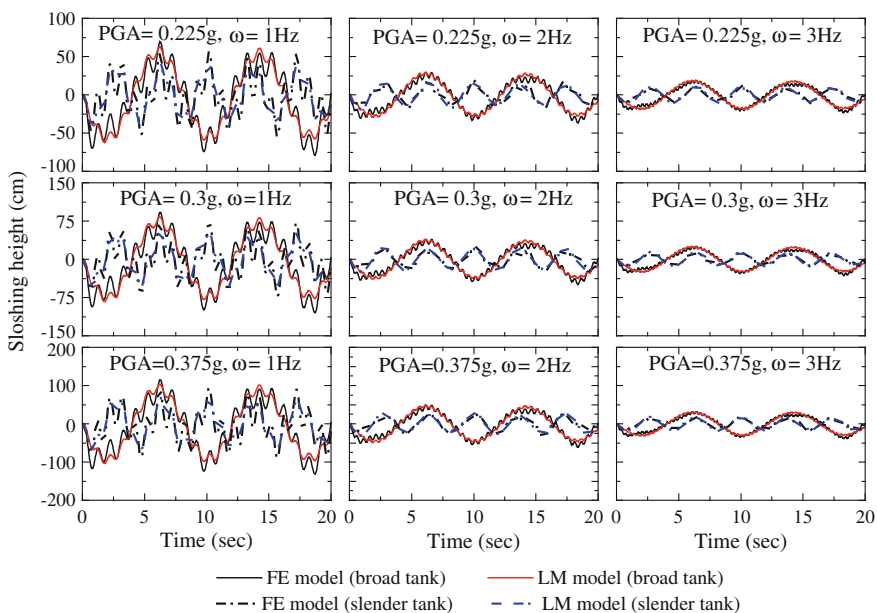 PGA= 0.225g, ω= 1Hz
PGA= 0.225g, ω= 2Hz
PGA= 0.225g, ω= 3Hz
100
50
0
-50
-100
PGA= 0.3g, ω=1Hz
PGA= 0.3g, ω= 2Hz
PGA= 0.3g, ω= 3Hz
150
75
0
-75
-150
PGA=0.375g, ω= 1Hz
PGA=0.375g, ω= 2Hz
PGA=0.375g, ω= 3Hz
200
100
0
-100
-200
Sloshing height (cm)
0 5 10 15 20
0 5 10 15 20
0 5 10 15 20
Time (sec)
Time (sec)
Time (sec)
FE model (broad tank)
LM model (broad tank)
FE model (slender tank)
LM model (slender tank)